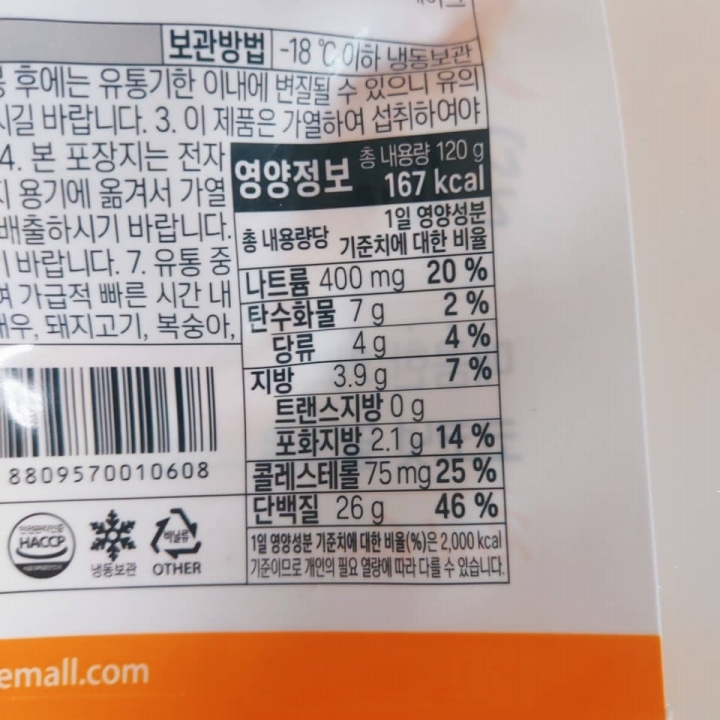 보관방법 -18 ℃ 이하 냉동보관
후에는 유통기한 이내에 변질될 수 있으니 유의
시길 바랍니다. 3. 이 제품은 가열하여 섭취하여야
4. 본 포장지는 전자
용기에 옮겨서 가열
배출하시기 바랍니다.
바랍니다. 7. 유통 중
가급적 빠른 시간 내
돼지고기, 복숭아,
영양정보 총 내용량 120 g
167 kcal
총 내용량당 1일 영양성분
기준치에 대한 비율
나트륨 400 mg 20 %
탄수화물 7 g 2 %
당류 4 g 4 %
지방 3.9 g 7 %
트랜스지방 0 g
포화지방 2.1 g 14 %
콜레스테롤 75 mg 25 %
단백질 26 g 46 %
1일 영양성분 기준치에 대한 비율(%)은 2,000 kcal
기준이므로 개인의 필요 열량에 따라 다를 수 있습니다.
8809570010608
HACCP
냉동보관
비닐류
OTHER
emall.com